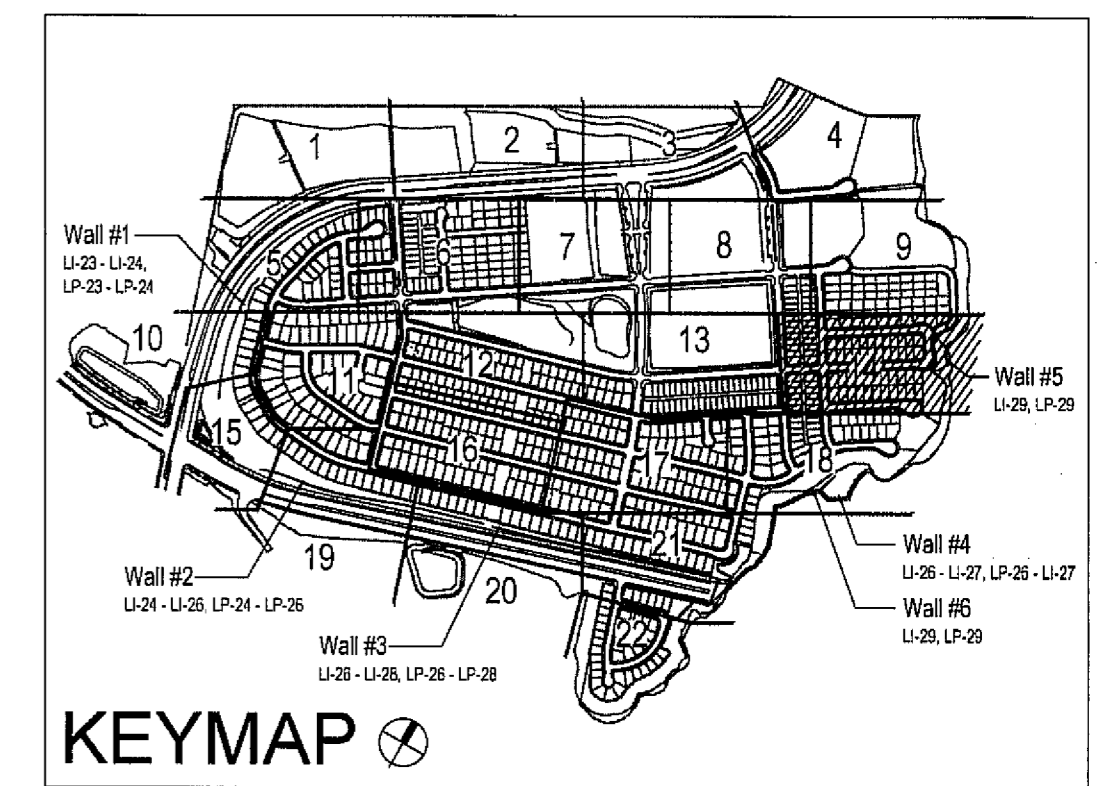 1
2
3
4
Wall #1
LI-23 - LI-24,
LP-23 - LP-24
5
6
7
8
9
10
11
12
13
14
Wall #5
LI-29, LP-29
15
16
17
18
Wall #4
LI-26 - LI-27, LP-26 - LI-27
Wall #6
LI-29, LP-29
19
20
21
22
Wall #2
LI-24 - LI-26, LP-24 - LP-26
Wall #3
LI-26 - LI-28, LP-26 - LP-28
KEYMAP